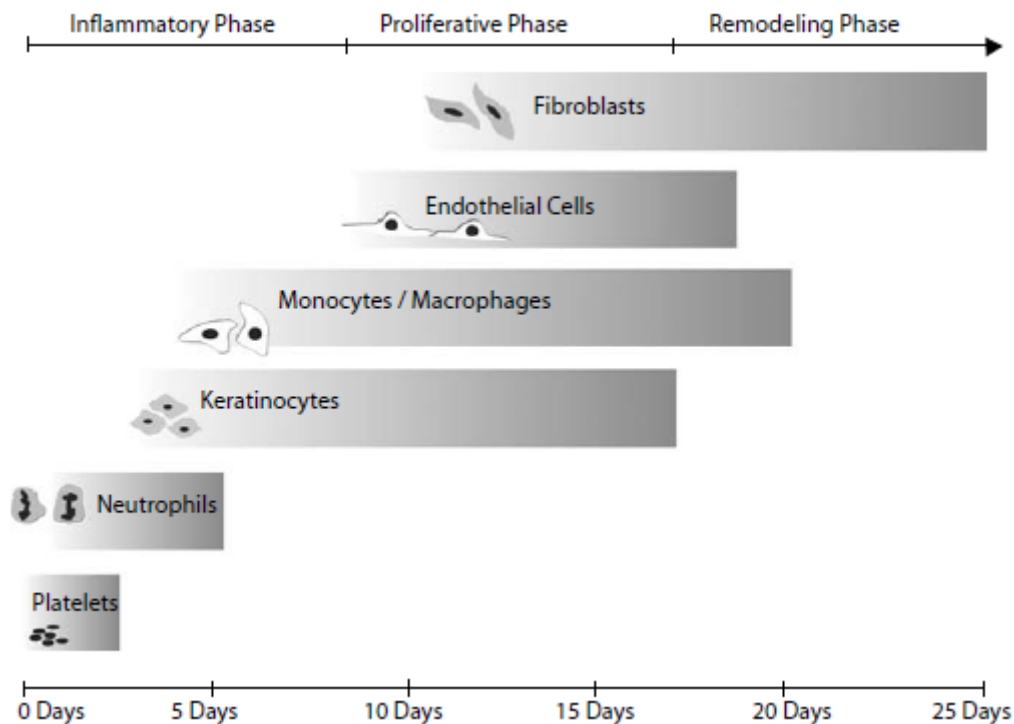 Inflammatory Phase Proliferative Phase Remodeling Phase
Fibroblasts
Endothelial Cells
Monocytes / Macrophages
Keratinocytes
Neutrophils
Platelets
0 Days 5 Days 10 Days 15 Days 20 Days 25 Days